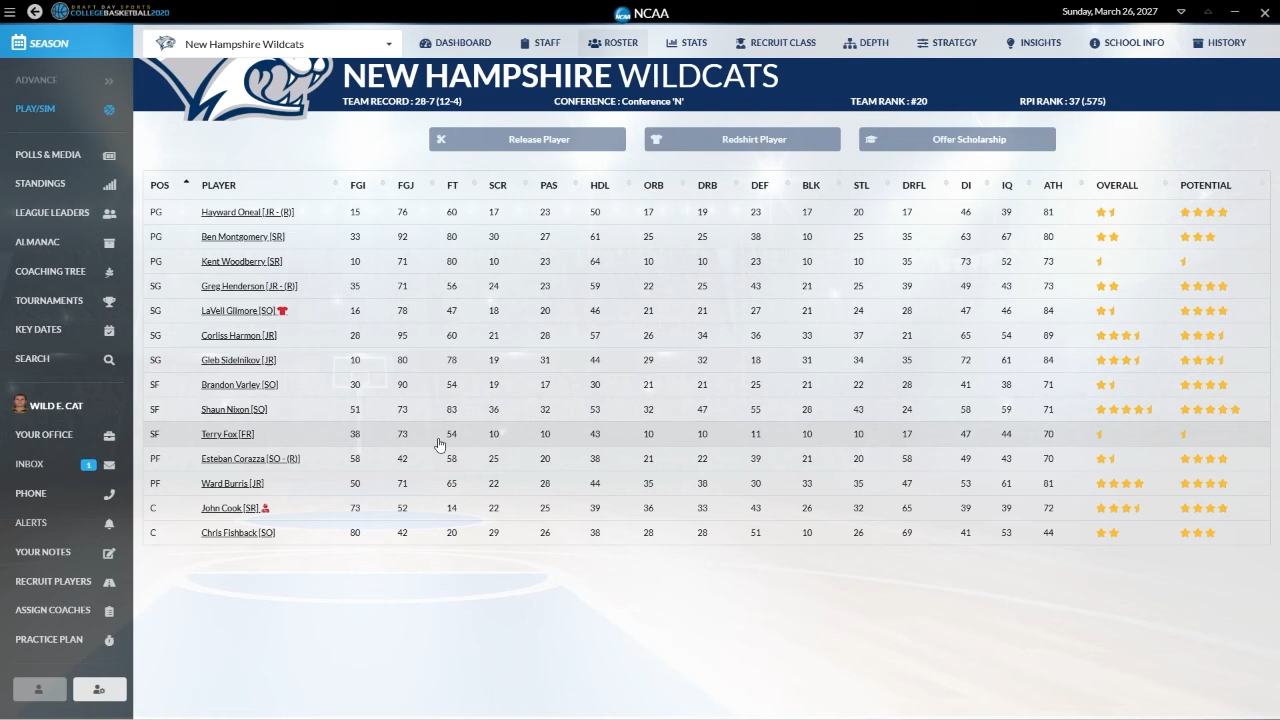 DRAFT DAY SPORTS
COLLEGEBASKETBALL2020
NCAA
Sunday, March 26, 2027
SEASON
New Hampshire Wildcats
DASHBOARD STAFF ROSTER STATS RECRUIT CLASS DEPTH STRATEGY INSIGHTS SCHOOL INFO HISTORY
ADVANCE
PLAY/SIM
POLLS & MEDIA
STANDINGS
LEAGUE LEADERS
ALMANAC
COACHING TREE
TOURNAMENTS
KEY DATES
SEARCH
WILD E. CAT
YOUR OFFICE
INBOX 1
PHONE
ALERTS
YOUR NOTES
RECRUIT PLAYERS
ASSIGN COACHES
PRACTICE PLAN
NEW HAMPSHIRE WILDCATS
TEAM RECORD : 28-7 (12-4) CONFERENCE : Conference 'N' TEAM RANK : #20 RPI RANK : 37 (.575)
Release Player Redshirt Player Offer Scholarship
POS PLAYER FGI FGJ FT SCR PAS HDL ORB DRB DEF BLK STL DRFL DI IQ ATH OVERALL POTENTIAL
PG Hayward Oneal [JR - (R)] 15 76 60 17 23 50 17 19 23 17 20 17 46 39 81
PG Ben Montgomery [SR] 33 92 80 30 27 61 25 25 38 10 25 35 63 67 80
PG Kent Woodberry [SR] 10 71 80 10 23 64 10 10 23 10 10 35 73 52 73
SG Greg Henderson [JR - (R)] 35 71 56 24 23 59 22 25 43 21 25 39 49 43 73
SG LaVell Gilmore [SO] 16 78 47 18 20 46 21 21 27 21 24 28 47 46 84
SG Corliss Harmon [JR] 28 95 60 21 28 57 26 34 36 33 37 21 65 54 89
SG Gleb Sidelnikov [JR] 10 80 78 19 31 44 29 32 18 31 34 35 72 61 84
SF Brandon Varley [SO] 30 90 54 19 17 30 21 21 25 21 22 28 41 38 71
SF Shaun Nixon [SO] 51 73 83 36 32 53 32 47 55 28 43 24 58 59 71
SF Terry Fox [FR] 38 73 54 10 10 43 10 10 11 10 10 17 47 44 70
PF Esteban Corazza [SO - (R)] 58 42 58 25 20 38 21 22 39 21 20 58 49 43 70
PF Ward Burris [JR] 50 71 65 22 28 44 35 38 30 33 35 47 53 61 81
C John Cook [SR] 73 52 14 22 25 39 36 33 43 26 32 65 39 39 72
C Chris Fishback [SO] 80 42 20 29 26 38 28 28 51 10 26 69 41 53 44